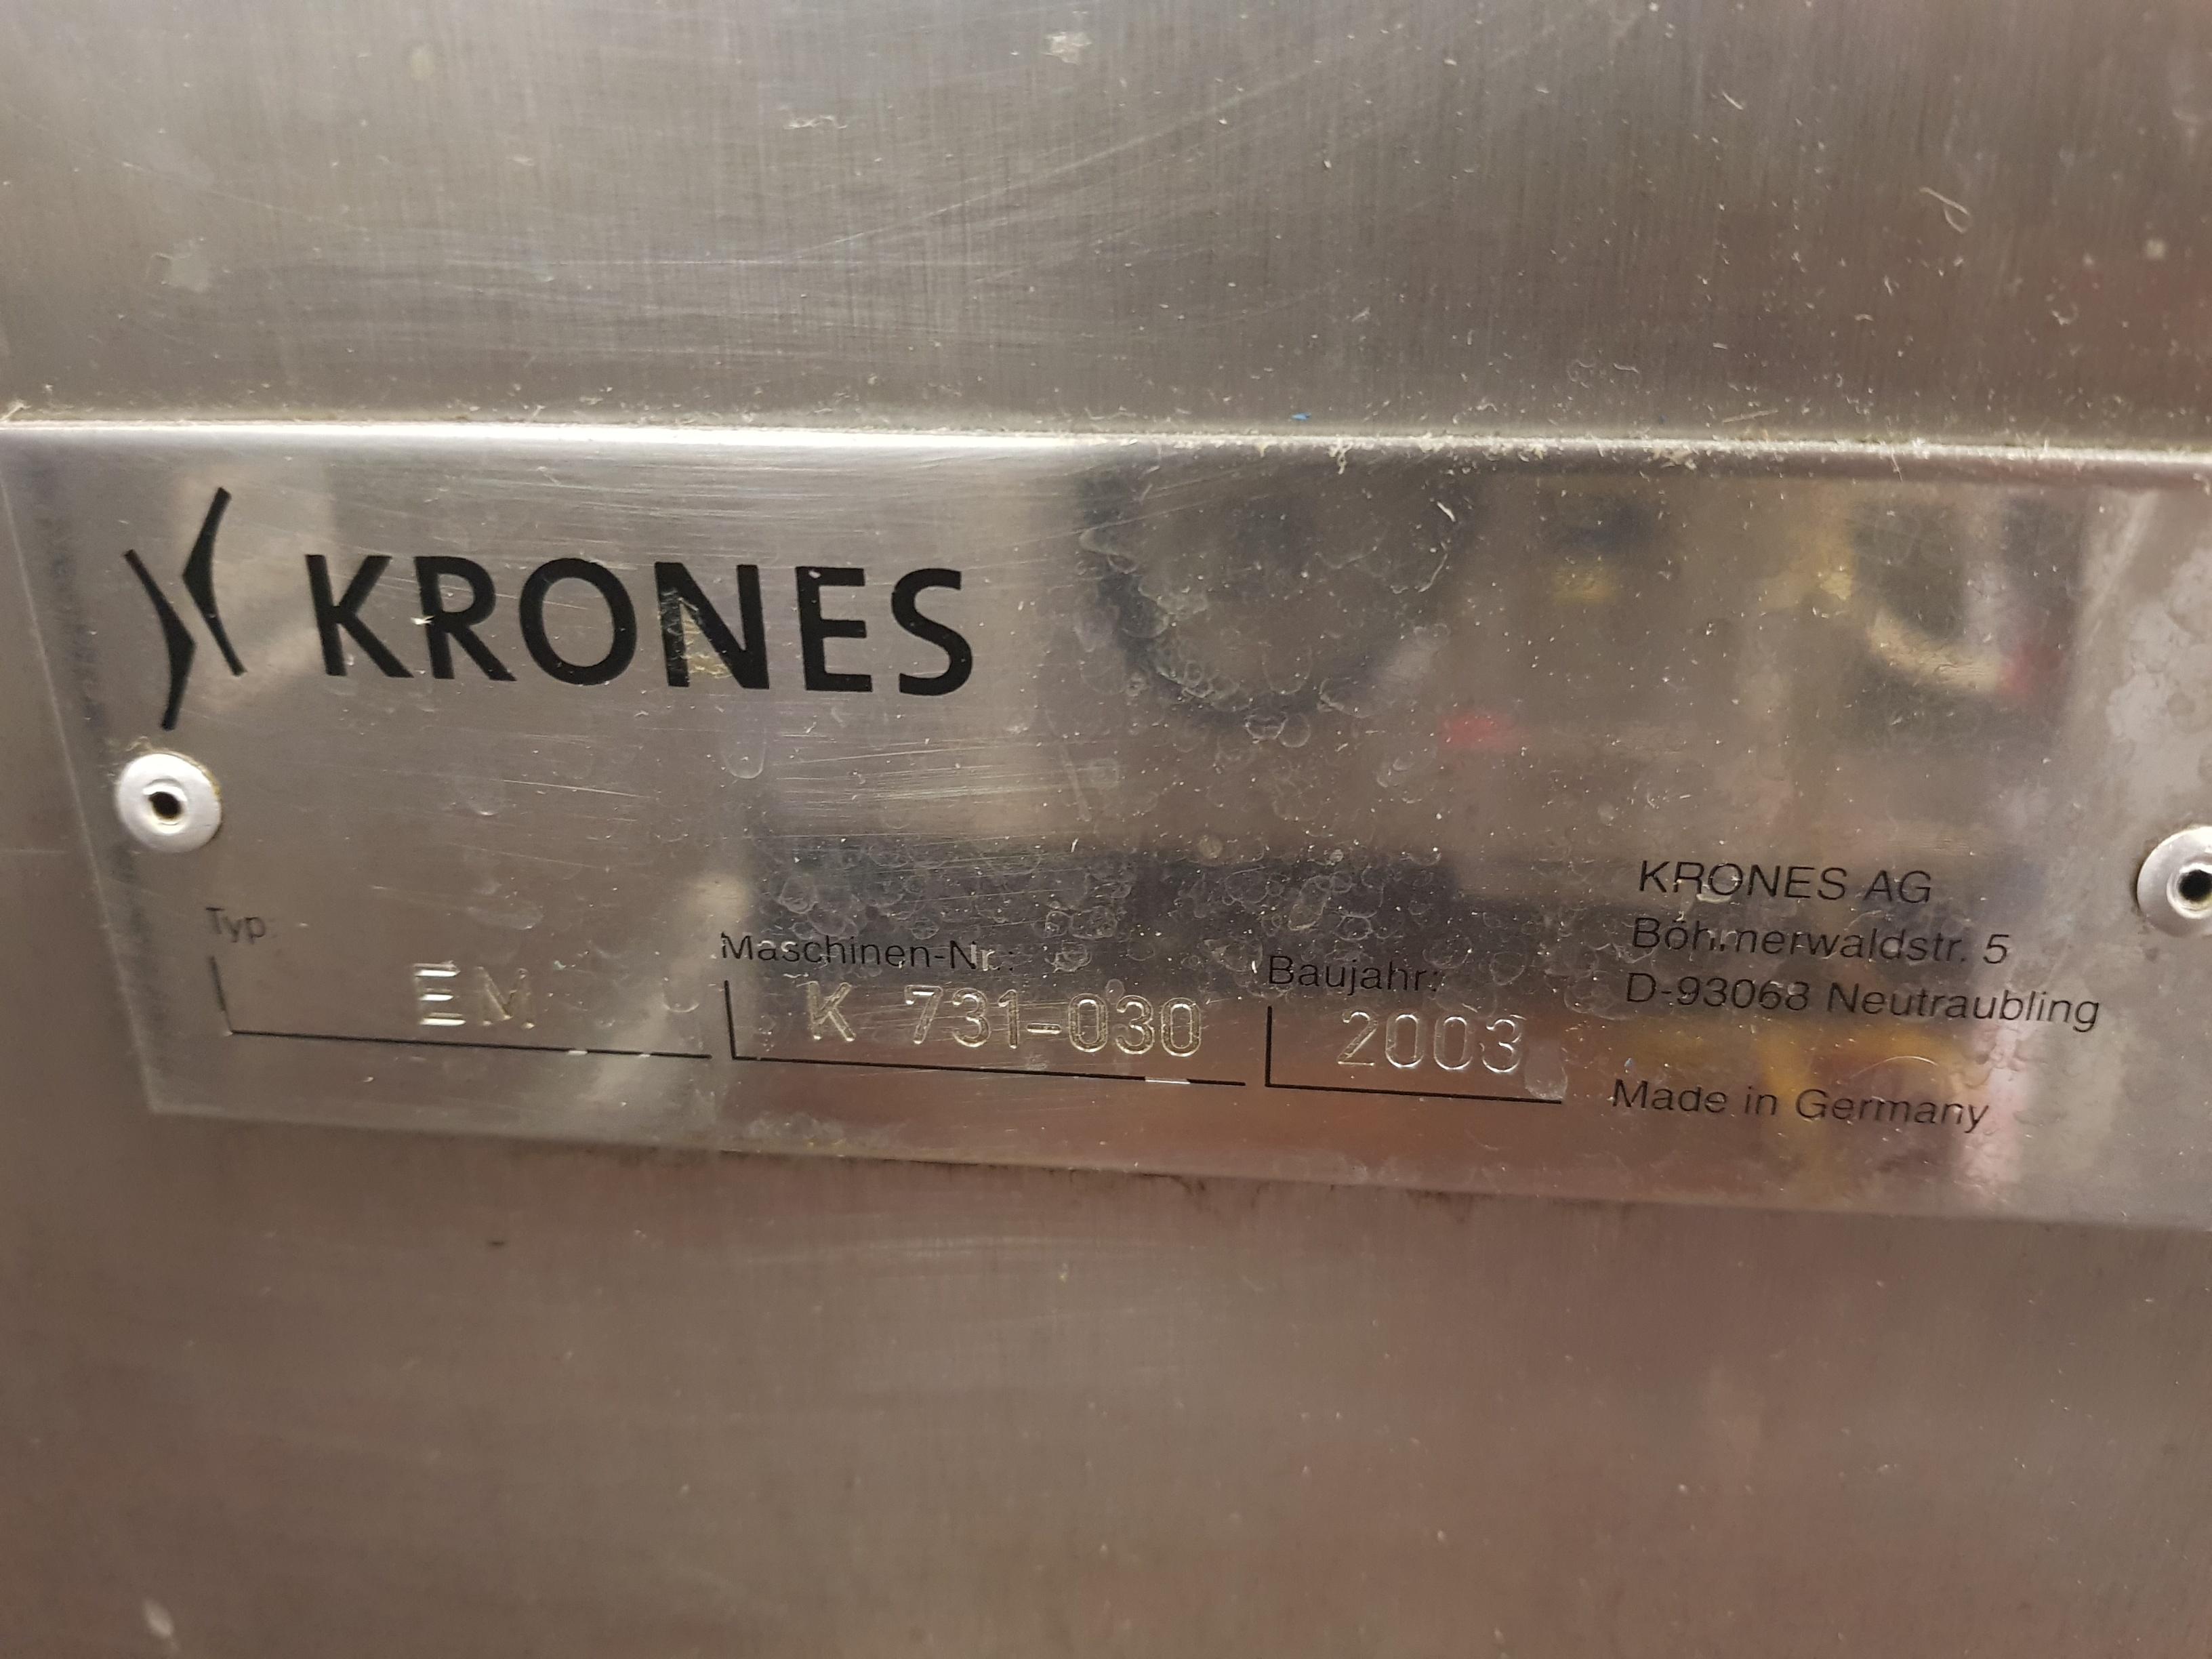 KRONES
Typ
EM
Maschinen-Nr.:
K 731-030
Baujahr:
2003
KRONES AG
Böhmerwaldstr. 5
D-93068 Neutraubling
Made in Germany